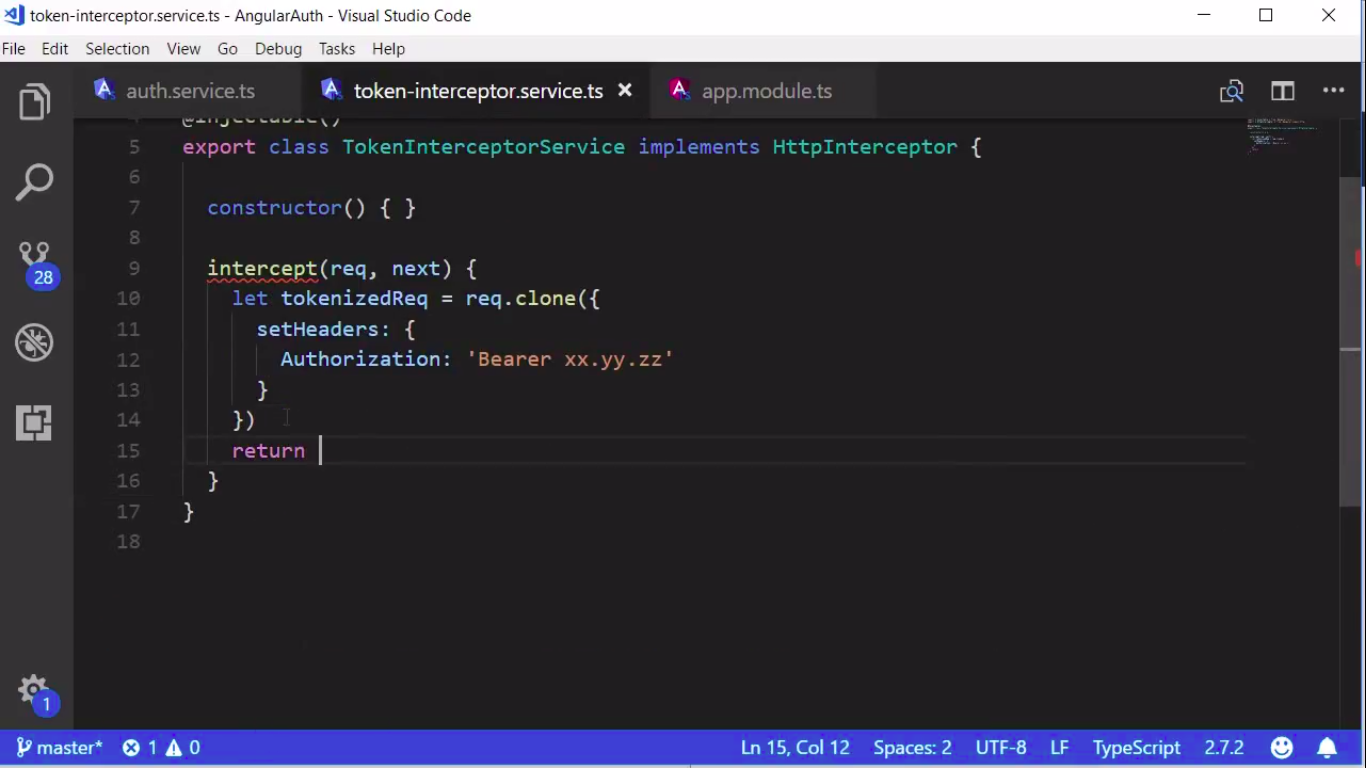 token-interceptor.service.ts - AngularAuth - Visual Studio Code
File Edit Selection View Go Debug Tasks Help
auth.service.ts token-interceptor.service.ts app.module.ts
4 @Injectable()
5 export class TokenInterceptorService implements HttpInterceptor {
6
7 constructor() { }
8
9 intercept(req, next) {
10 let tokenizedReq = req.clone({
11 setHeaders: {
12 Authorization: 'Bearer xx.yy.zz'
13 }
14 })
15 return
16 }
17 }
18
28
1
master* 1 0 Ln 15, Col 12 Spaces: 2 UTF-8 LF TypeScript 2.7.2